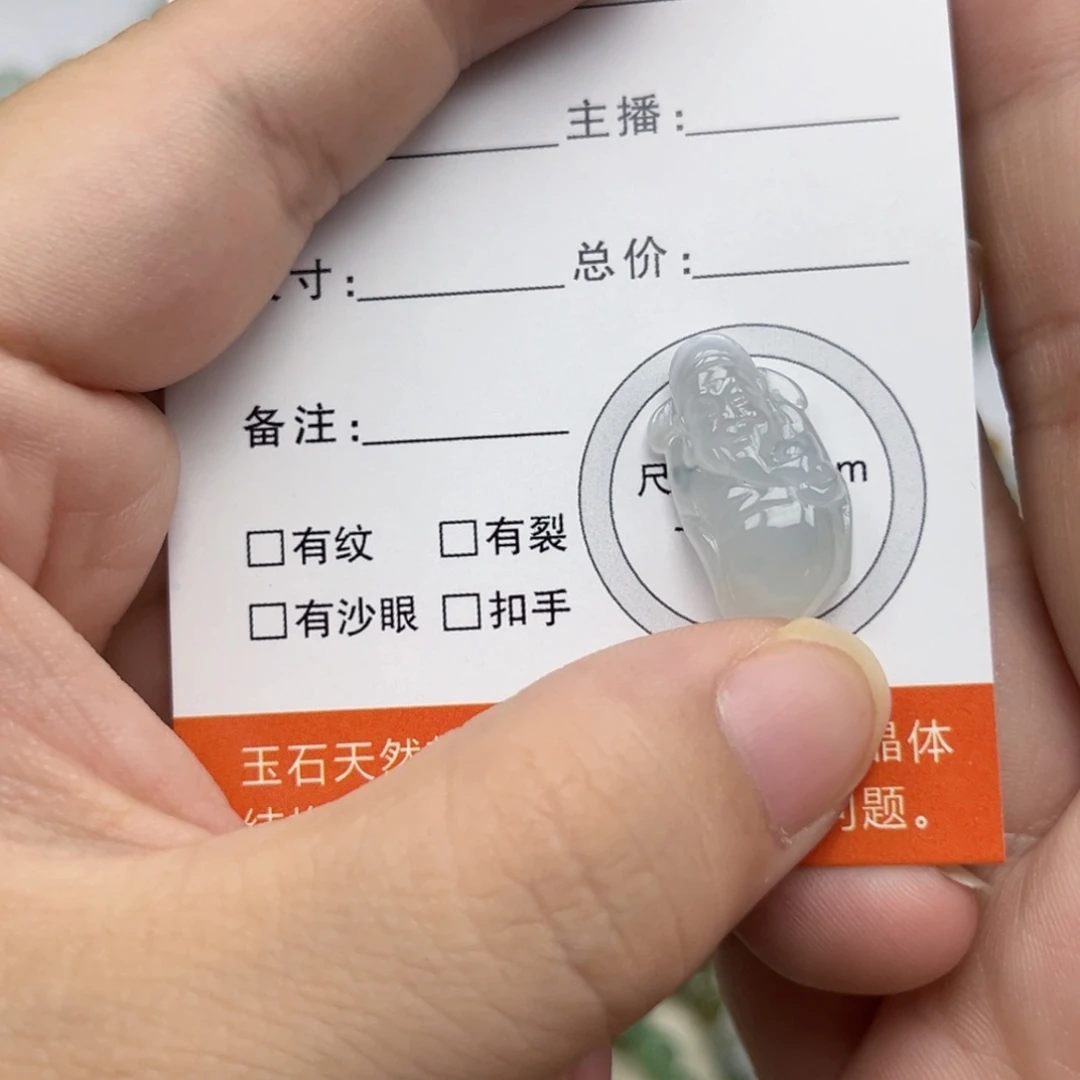 主播:
寸: 总价:
备注:
尺 m
□有纹 □有裂
□有沙眼 □扣手
玉石天然 晶体
问题。